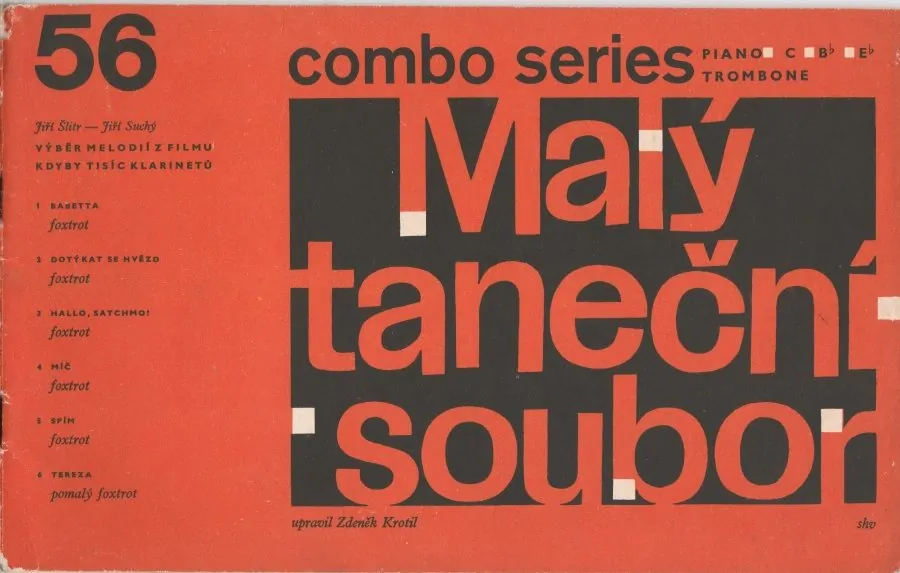 56
combo series
PIANO C B♭ E♭
TROMBONE
Jiří Šlitr — Jiří Suchý
VÝBĚR MELODIÍ Z FILMU
KDYBY TISÍC KLARINETŮ
1 BABETTA
foxtrot
2 DOTÝKAT SE HVĚZD
foxtrot
3 HALLO, SATCHMO!
foxtrot
4 MÍČ
foxtrot
5 SPÍM
foxtrot
6 TEREZA
pomalý foxtrot
Malý
taneční
soubor
upravil Zdeněk Krotil
shv